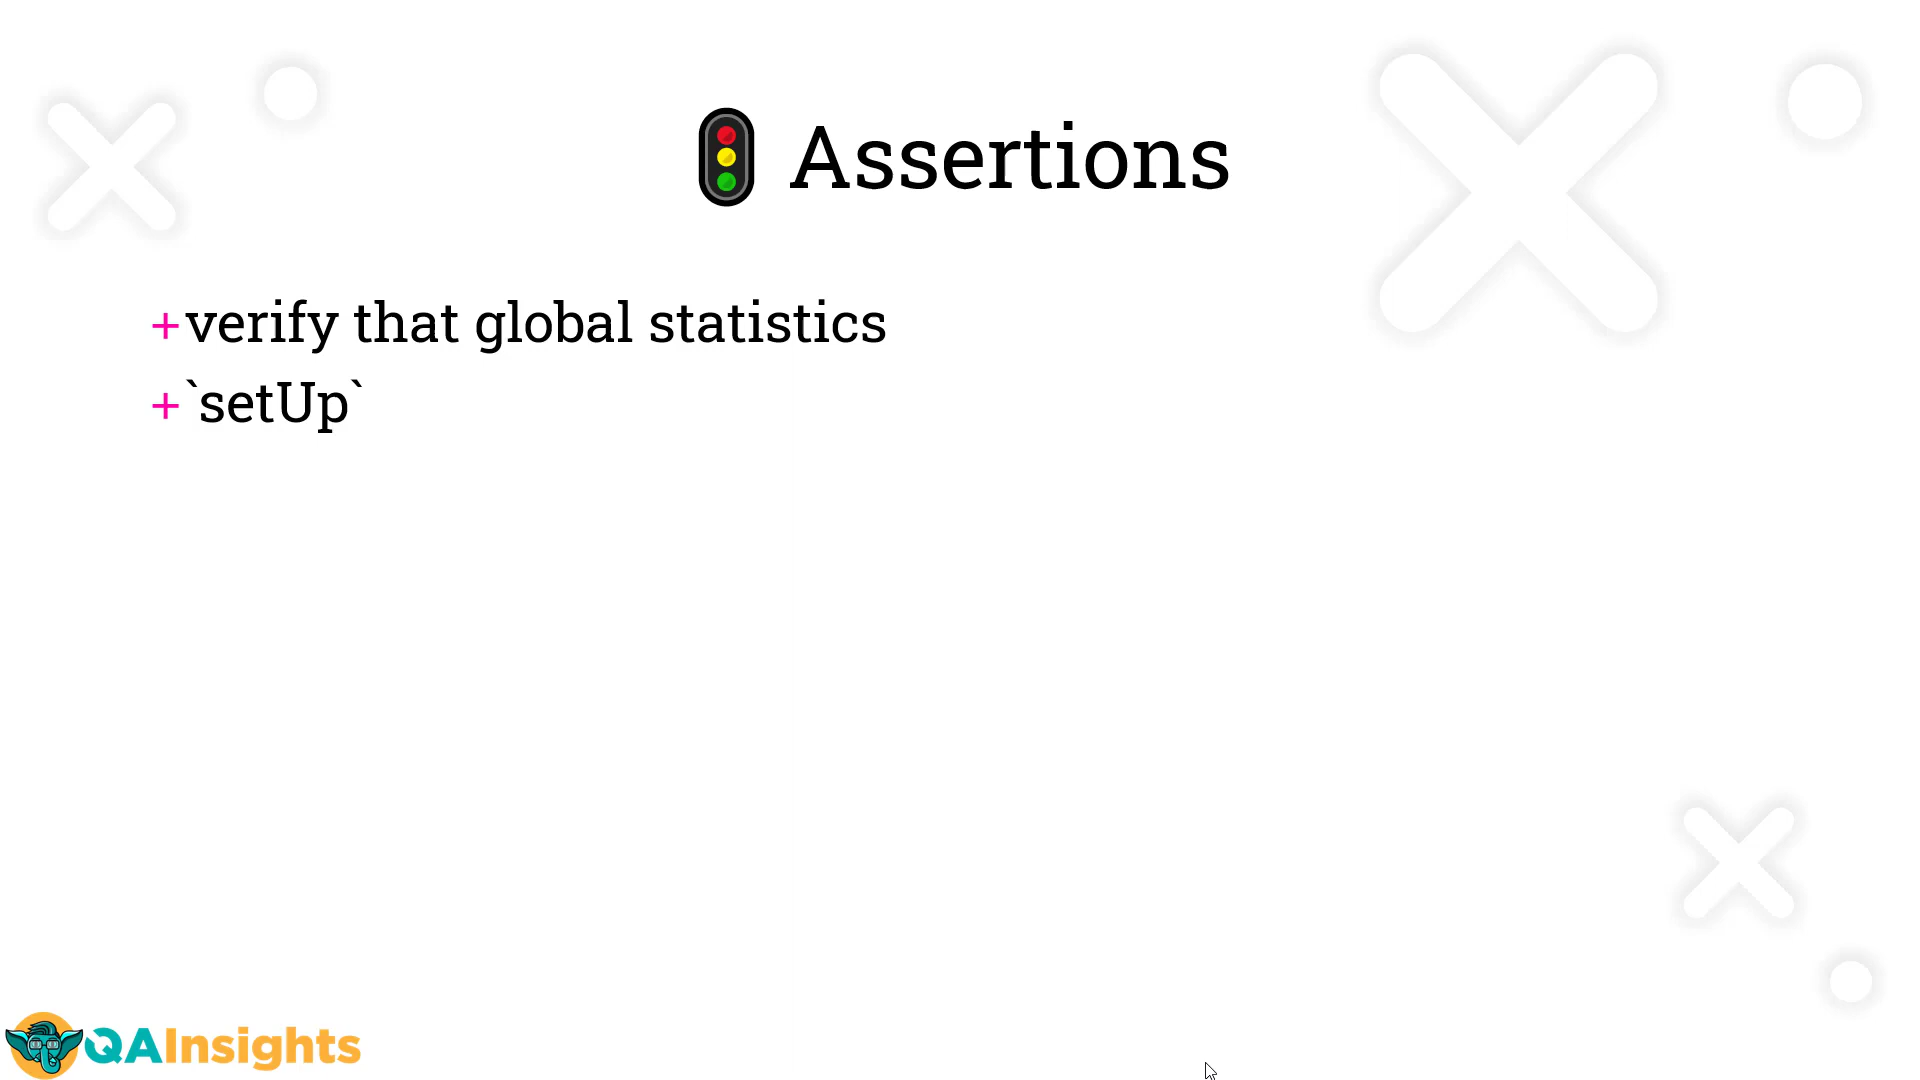 🚦 Assertions
+ verify that global statistics
+ `setUp`
QAInsights